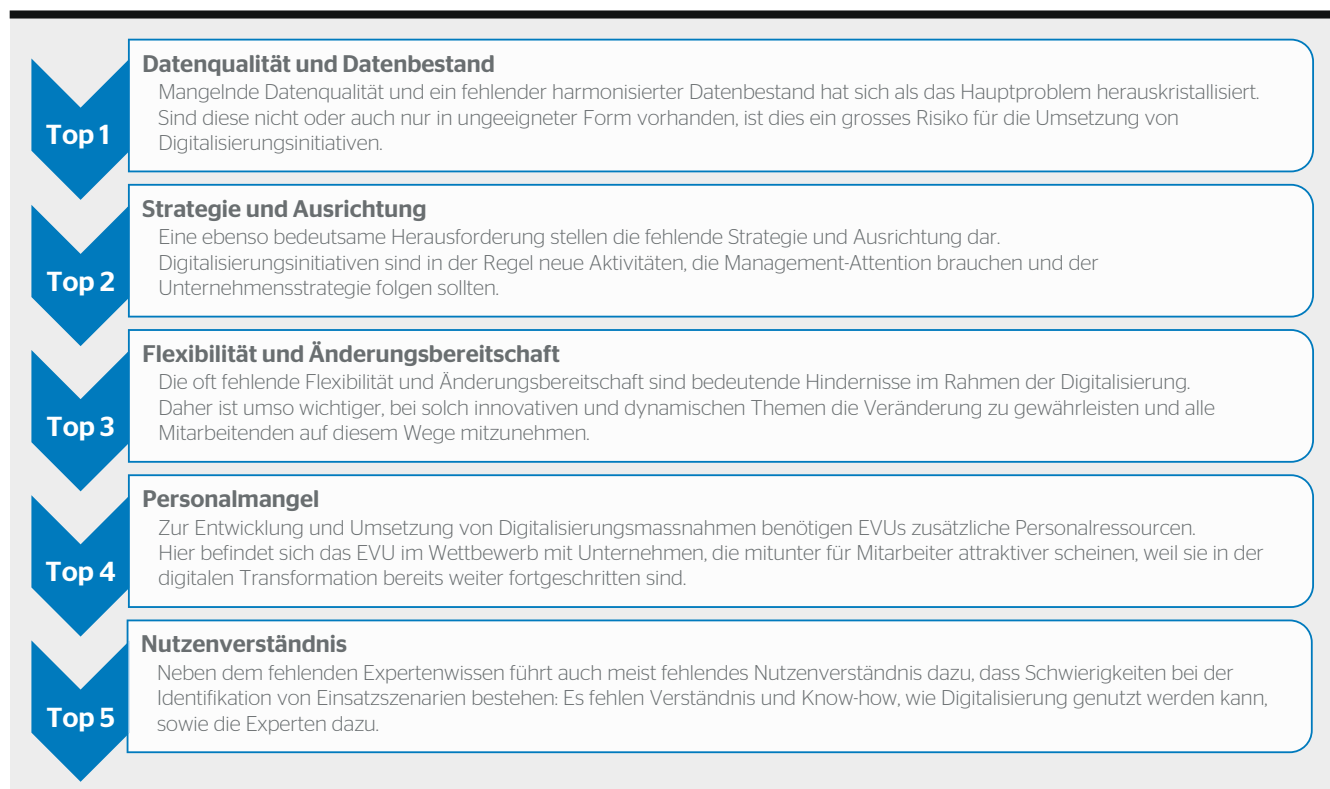 Top 1
Datenqualität und Datenbestand
Mangelnde Datenqualität und ein fehlender harmonisierter Datenbestand hat sich als das Hauptproblem herauskristallisiert.
Sind diese nicht oder auch nur in ungeeigneter Form vorhanden, ist dies ein grosses Risiko für die Umsetzung von
Digitalisierungsinitiativen.
Top 2
Strategie und Ausrichtung
Eine ebenso bedeutsame Herausforderung stellen die fehlende Strategie und Ausrichtung dar.
Digitalisierungsinitiativen sind in der Regel neue Aktivitäten, die Management-Attention brauchen und der
Unternehmensstrategie folgen sollten.
Top 3
Flexibilität und Änderungsbereitschaft
Die oft fehlende Flexibilität und Änderungsbereitschaft sind bedeutende Hindernisse im Rahmen der Digitalisierung.
Daher ist umso wichtiger, bei solch innovativen und dynamischen Themen die Veränderung zu gewährleisten und alle
Mitarbeitenden auf diesem Wege mitzunehmen.
Top 4
Personalmangel
Zur Entwicklung und Umsetzung von Digitalisierungsmassnahmen benötigen EVUs zusätzliche Personalressourcen.
Hier befindet sich das EVU im Wettbewerb mit Unternehmen, die mitunter für Mitarbeiter attraktiver scheinen, weil sie in der
digitalen Transformation bereits weiter fortgeschritten sind.
Top 5
Nutzenverständnis
Neben dem fehlenden Expertenwissen führt auch meist fehlendes Nutzenverständnis dazu, dass Schwierigkeiten bei der
Identifikation von Einsatzszenarien bestehen: Es fehlen Verständnis und Know-how, wie Digitalisierung genutzt werden kann,
sowie die Experten dazu.